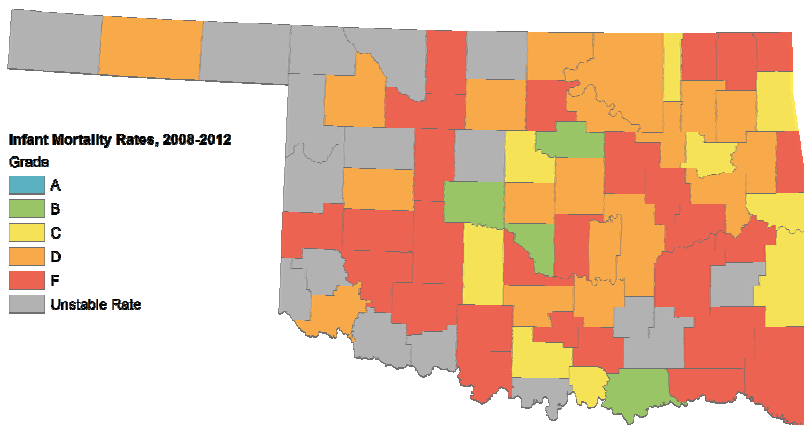 Infant Mortality Rates, 2008-2012
Grade
A
B
C
D
F
Unstable Rate